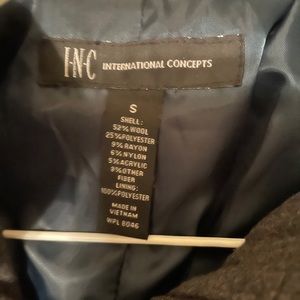 I·N·C INTERNATIONAL CONCEPTS
S
SHELL:
52%WOOL
25%POLYESTER
9%RAYON
6%NYLON
5%ACRYLIC
3%OTHER
FIBER
LINING:
100%POLYESTER
MADE IN
VIETNAM
WPL 8046